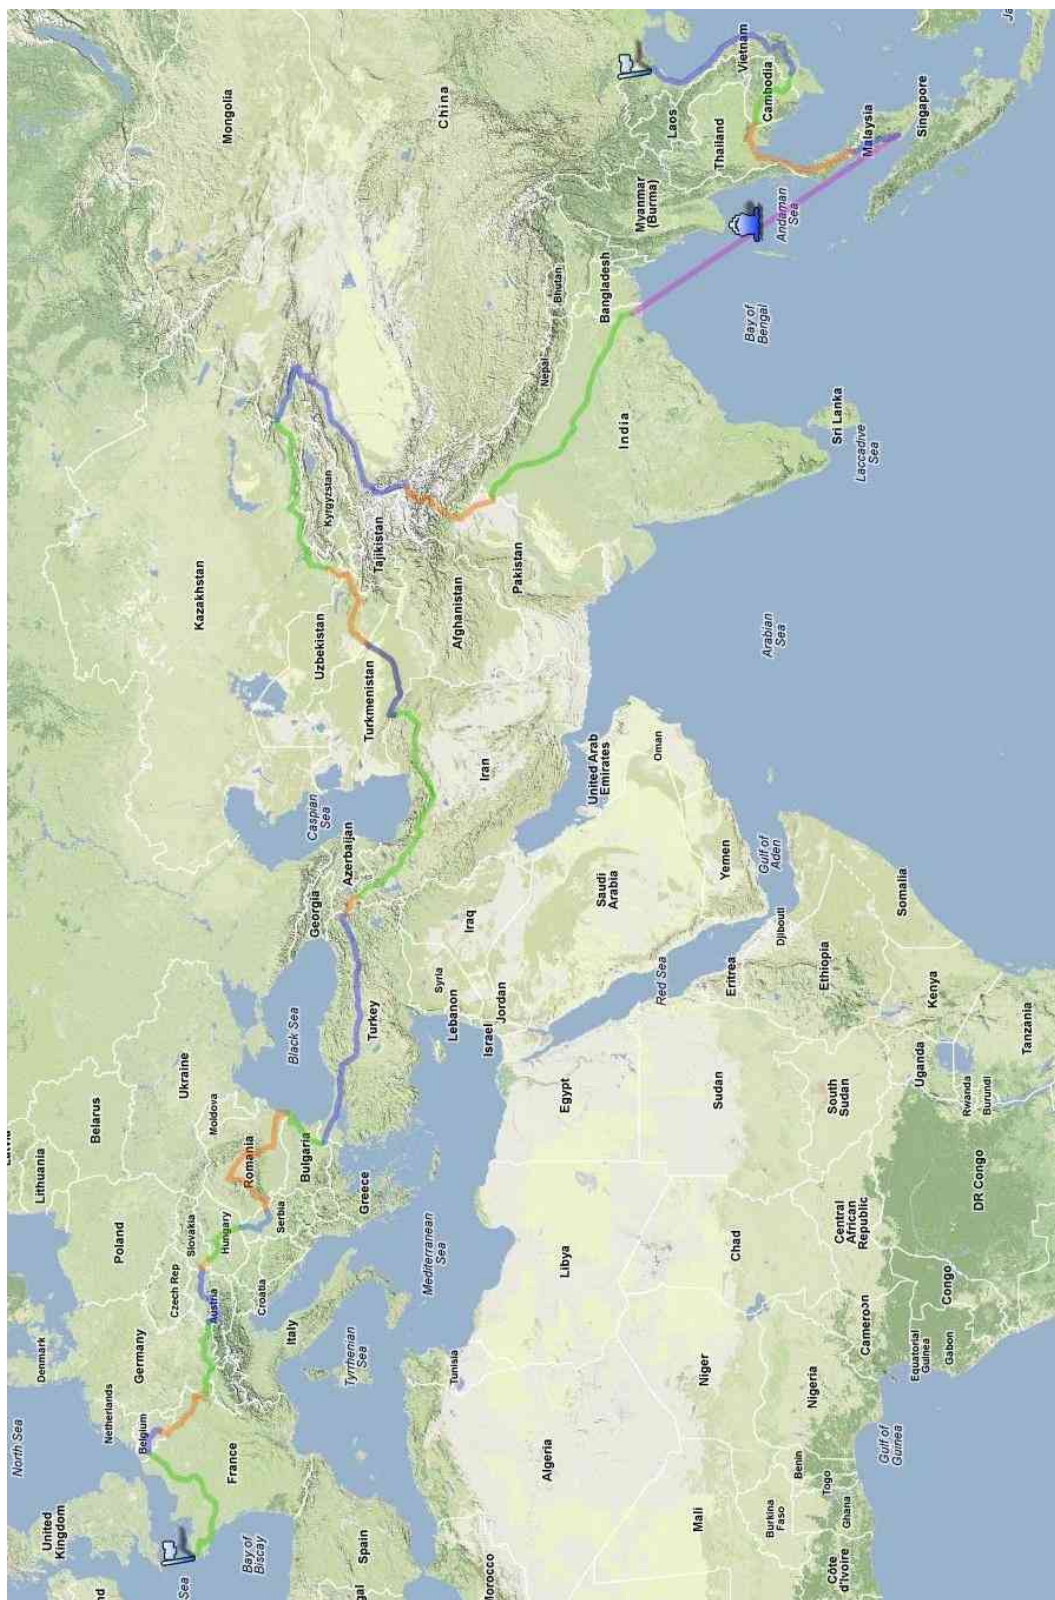 North Sea
United
Kingdom
Denmark
Netherlands
Belgium
Germany
Poland
Lithuania
Belarus
Ukraine
Moldova
Czech Rep
Slovakia
Austria
Hungary
Romania
France
Bay of
Biscay
Sea
Spain
Italy
Croatia
Serbia
Bulgaria
Greece
Tyrrhenian
Sea
Mediterranean
Sea
Black Sea
Turkey
Georgia
Azerbaijan
Caspian
Sea
Kazakhstan
Uzbekistan
Turkmenistan
Kyrgyzstan
Tajikistan
Mongolia
China
Afghanistan
Pakistan
Iran
Iraq
Syria
Lebanon
Israel
Jordan
Saudi
Arabia
United Arab
Emirates
Oman
Yemen
Red Sea
Gulf of
Aden
Arabian
Sea
India
Nepal
Bhutan
Bangladesh
Myanmar
(Burma)
Laos
Thailand
Vietnam
Cambodia
Malaysia
Singapore
Andaman
Sea
Bay of
Bengal
Sri Lanka
Laccadive
Sea
Morocco
Algeria
Tunisia
Libya
Egypt
Mali
Niger
Chad
Sudan
Eritrea
Djibouti
Ethiopia
Somalia
South
Sudan
Central
African
Republic
Burkina
Faso
Benin
Togo
Ghana
Côte
d'Ivoire
Nigeria
Gulf of
Guinea
Cameroon
Equatorial
Guinea
Gabon
Congo
DR Congo
Uganda
Rwanda
Burundi
Kenya
Tanzania